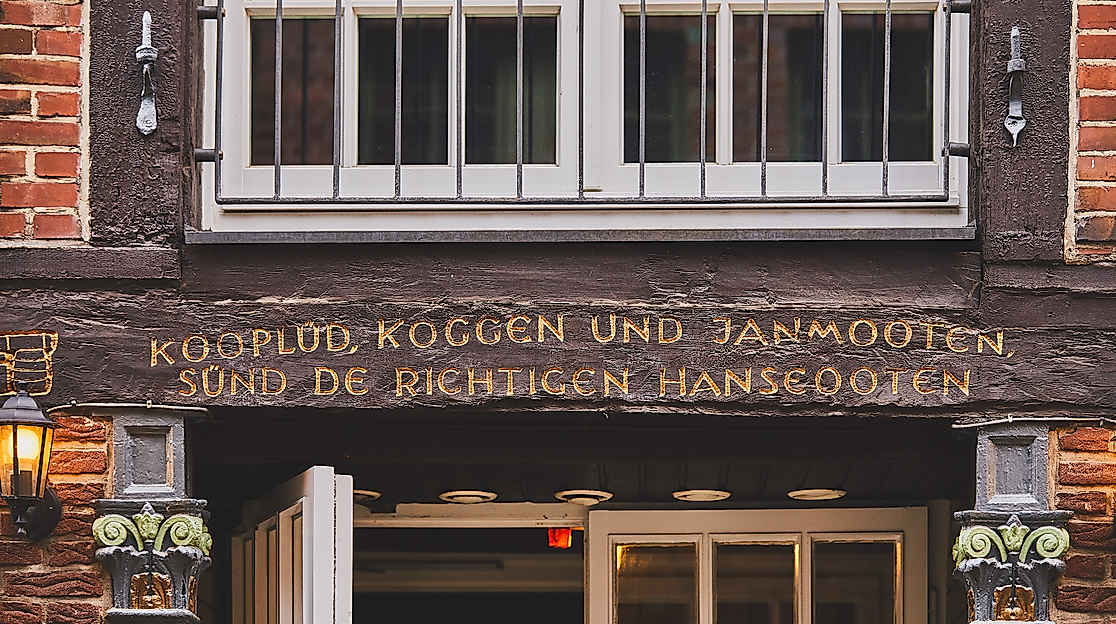 KOOPLÜD, KOGGEN UND JANMOOTEN,
SÜND DE RICHTIGEN HANSEOOTEN